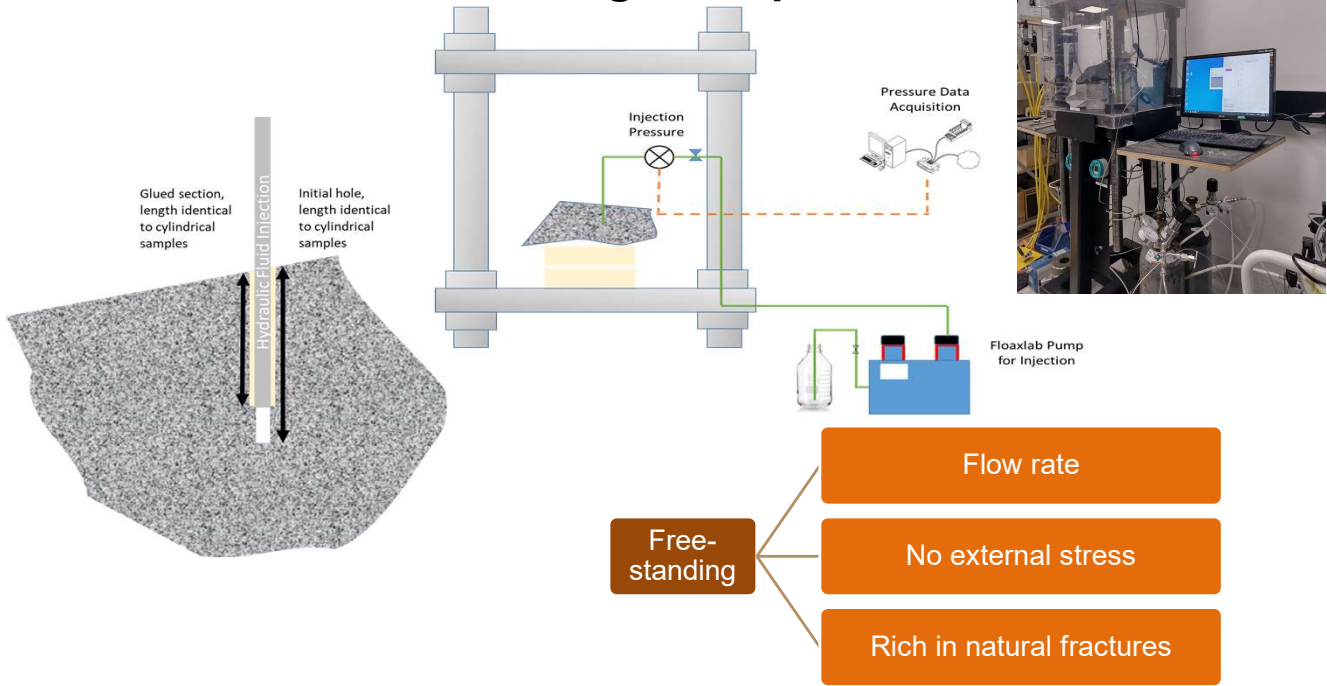 Glued section,
length identical
to cylindrical
samples
Hydraulic Fluid Injection
Initial hole,
length identical
to cylindrical
samples
Injection
Pressure
Pressure Data
Acquisition
Floaxlab Pump
for Injection
Free-
standing
Flow rate
No external stress
Rich in natural fractures